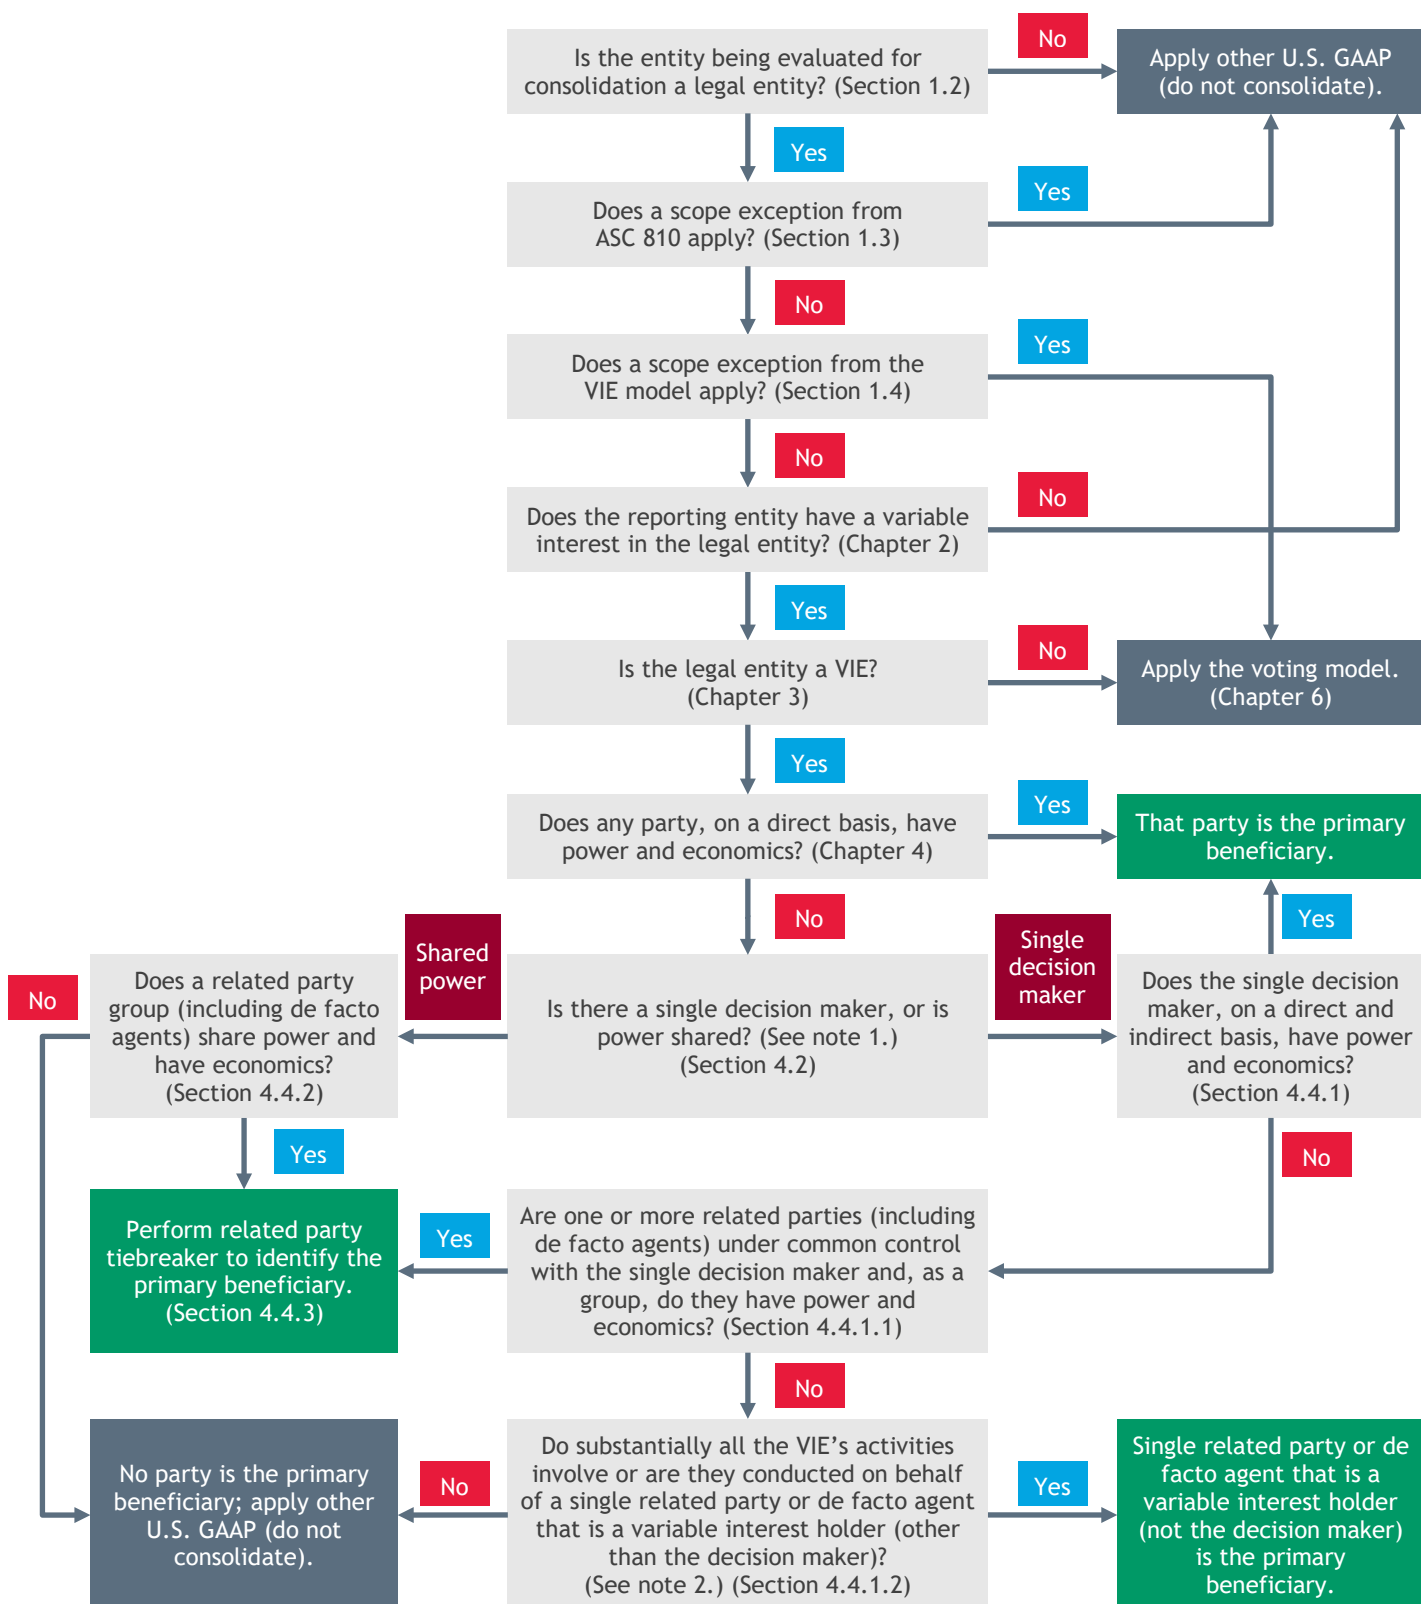 Is the entity being evaluated for
consolidation a legal entity? (Section 1.2)
No
Apply other U.S. GAAP
(do not consolidate).
Yes
Does a scope exception from
ASC 810 apply? (Section 1.3)
Yes
No
Does a scope exception from the
VIE model apply? (Section 1.4)
Yes
No
Does the reporting entity have a variable
interest in the legal entity? (Chapter 2)
No
Yes
Is the legal entity a VIE?
(Chapter 3)
No
Apply the voting model.
(Chapter 6)
Yes
Does any party, on a direct basis, have
power and economics? (Chapter 4)
Yes
That party is the primary
beneficiary.
No
Yes
Shared
power
Single
decision
maker
No
Does a related party
group (including de facto
agents) share power and
have economics?
(Section 4.4.2)
Is there a single decision maker, or is
power shared? (See note 1.)
(Section 4.2)
Does the single decision
maker, on a direct and
indirect basis, have power
and economics?
(Section 4.4.1)
Yes
No
Perform related party
tiebreaker to identify the
primary beneficiary.
(Section 4.4.3)
Yes
Are one or more related parties (including
de facto agents) under common control
with the single decision maker and, as a
group, do they have power and
economics? (Section 4.4.1.1)
No
No party is the primary
beneficiary; apply other
U.S. GAAP (do not
consolidate).
No
Do substantially all the VIE’s activities
involve or are they conducted on behalf
of a single related party or de facto agent
that is a variable interest holder (other
than the decision maker)?
(See note 2.) (Section 4.4.1.2)
Yes
Single related party or de
facto agent that is a
variable interest holder
(not the decision maker)
is the primary
beneficiary.